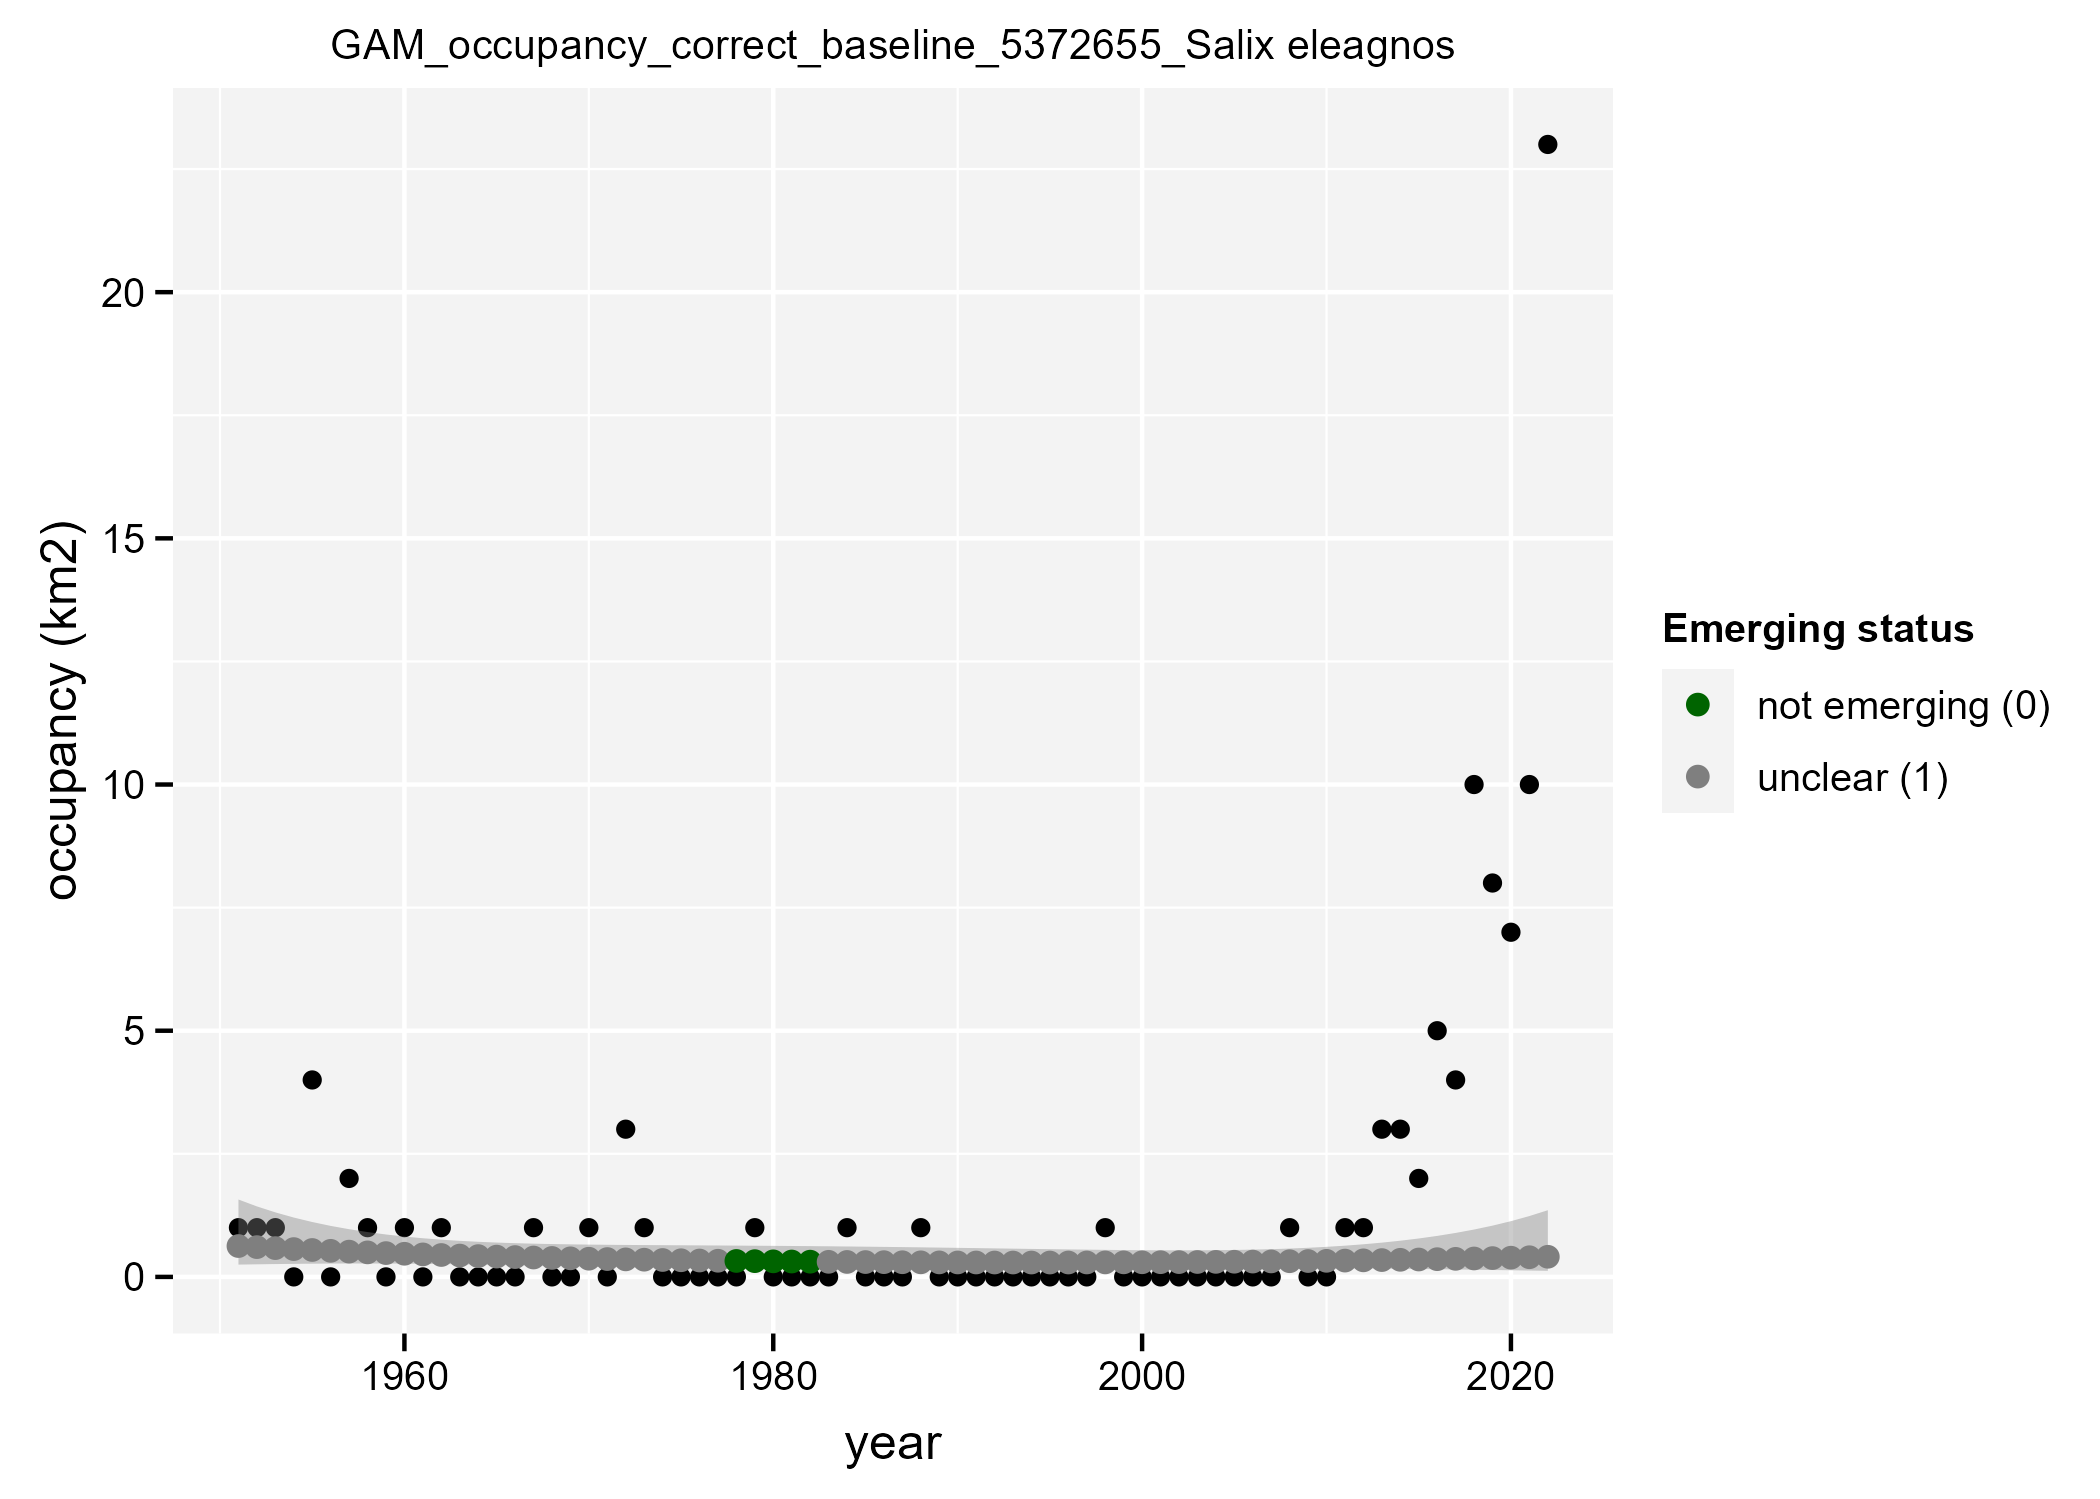 GAM_occupancy_correct_baseline_5372655_Salix eleagnos
occupancy (km2)
20
15
10
5
0
1960 1980 2000 2020
year
Emerging status
not emerging (0)
unclear (1)